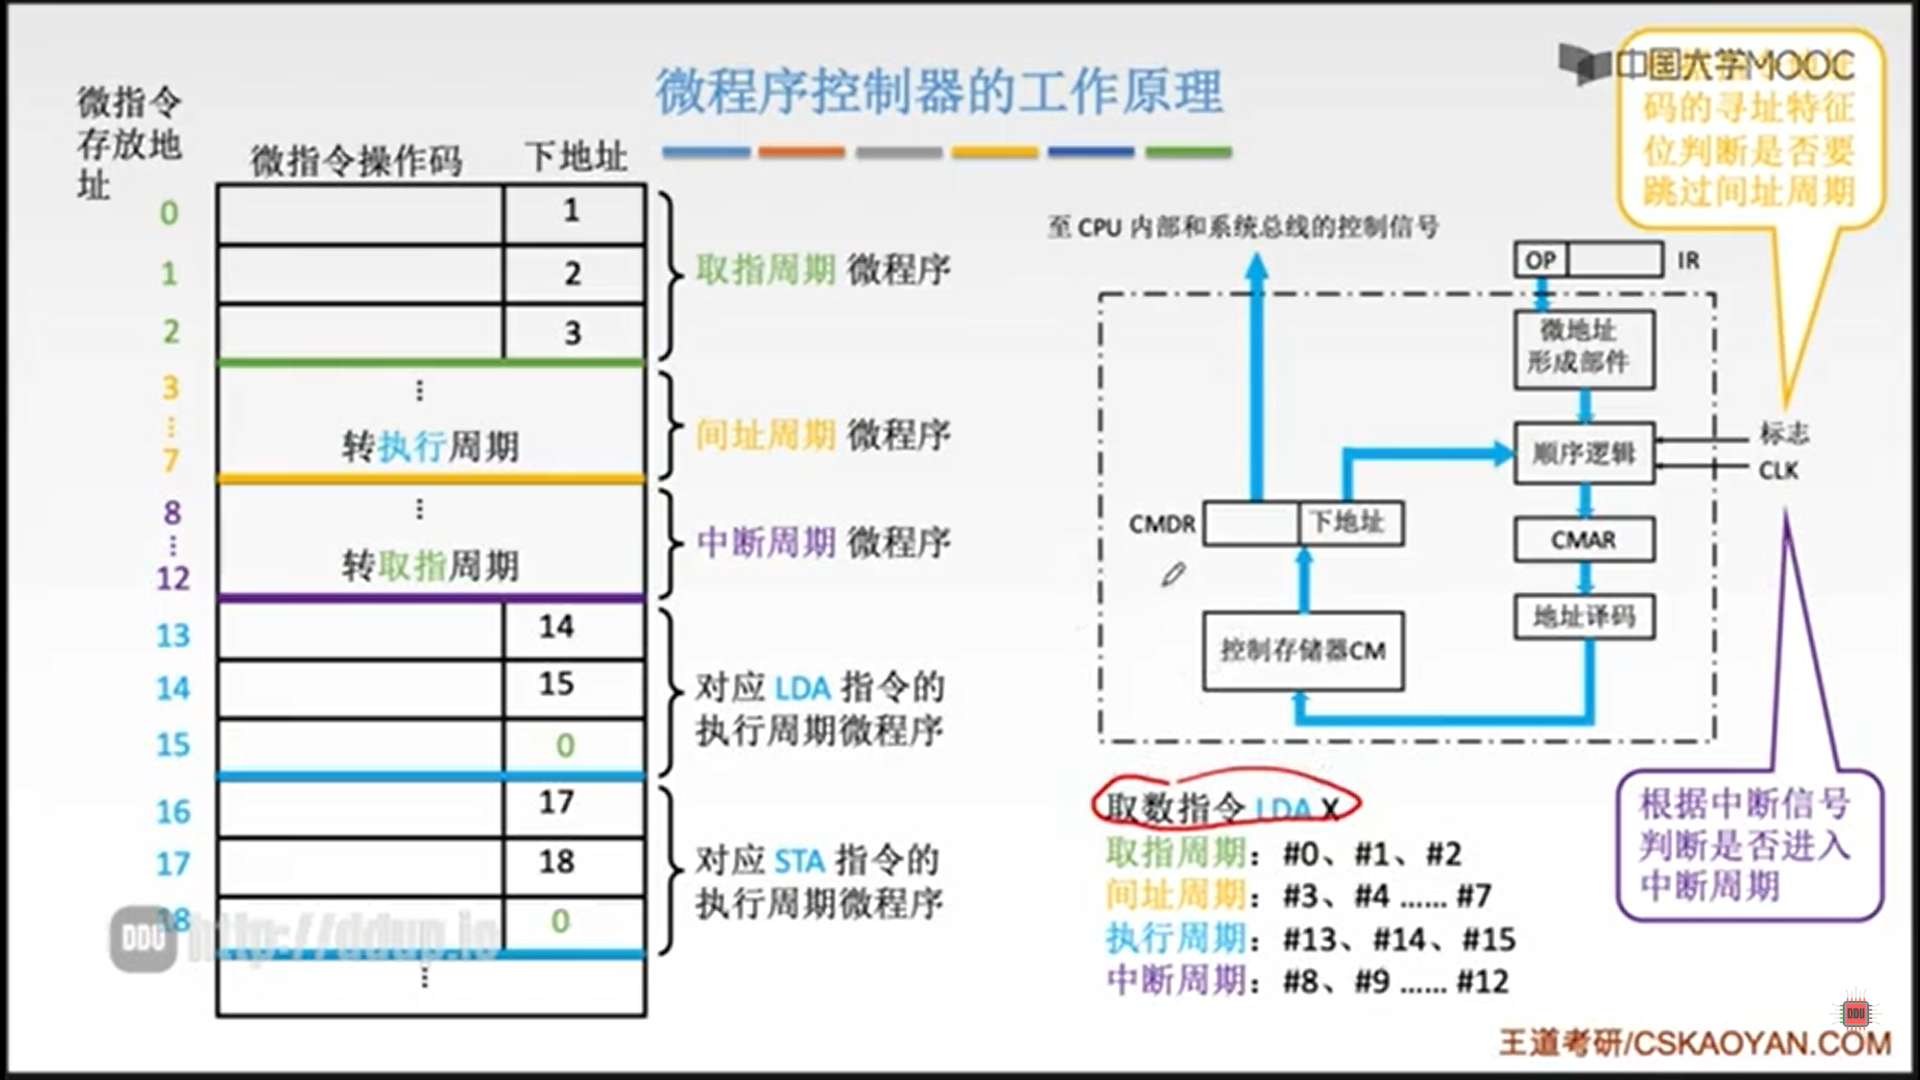 微程序控制器的工作原理
中国大学MOOC
码的寻址特征
位判断是否要
跳过间址周期
微指令
存放地
址
微指令操作码
下地址
0
1
1
2
2
3
取指周期 微程序
3
⋮
7
⋮
转执行周期
间址周期 微程序
8
⋮
12
⋮
转取指周期
中断周期 微程序
13
14
14
15
15
0
对应 LDA 指令的
执行周期微程序
16
17
17
18
18
0
对应 STA 指令的
执行周期微程序
⋮
至 CPU 内部和系统总线的控制信号
OP
IR
微地址
形成部件
顺序逻辑
标志
CLK
CMDR
下地址
CMAR
地址译码
控制存储器CM
取数指令 LDA X
取指周期：#0、#1、#2
间址周期：#3、#4 …… #7
执行周期：#13、#14、#15
中断周期：#8、#9 …… #12
根据中断信号
判断是否进入
中断周期
DDU http://ddup.io
DDU
王道考研/CSKAOYAN.COM